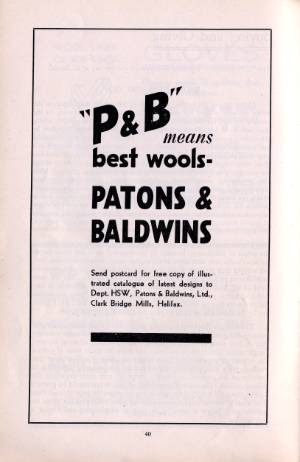 "P & B"
means
best wools-
PATONS &
BALDWINS
Send postcard for free copy of illus-
trated catalogue of latest designs to
Dept. HSW, Patons & Baldwins, Ltd.,
Clark Bridge Mills, Halifax.
40